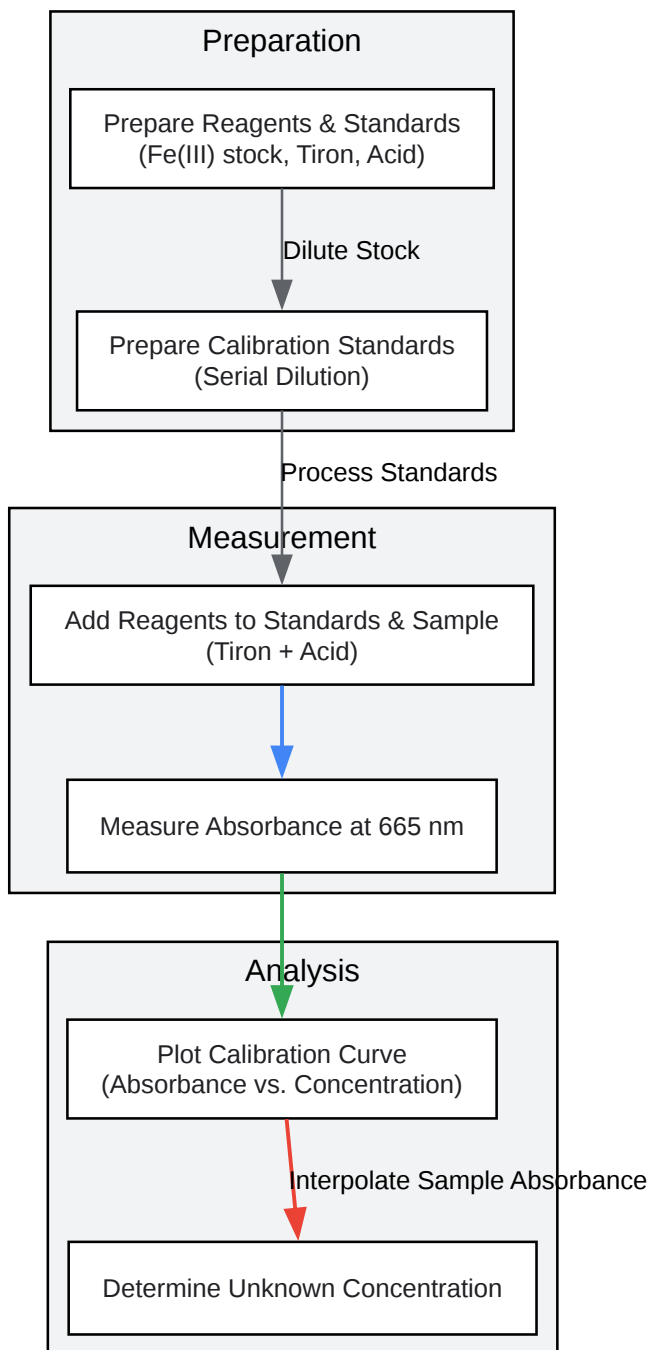 Preparation
Prepare Reagents & Standards
(Fe(III) stock, Tiron, Acid)
Dilute Stock
Prepare Calibration Standards
(Serial Dilution)
Process Standards
Measurement
Add Reagents to Standards & Sample
(Tiron + Acid)
Measure Absorbance at 665 nm
Analysis
Plot Calibration Curve
(Absorbance vs. Concentration)
Interpolate Sample Absorbance
Determine Unknown Concentration